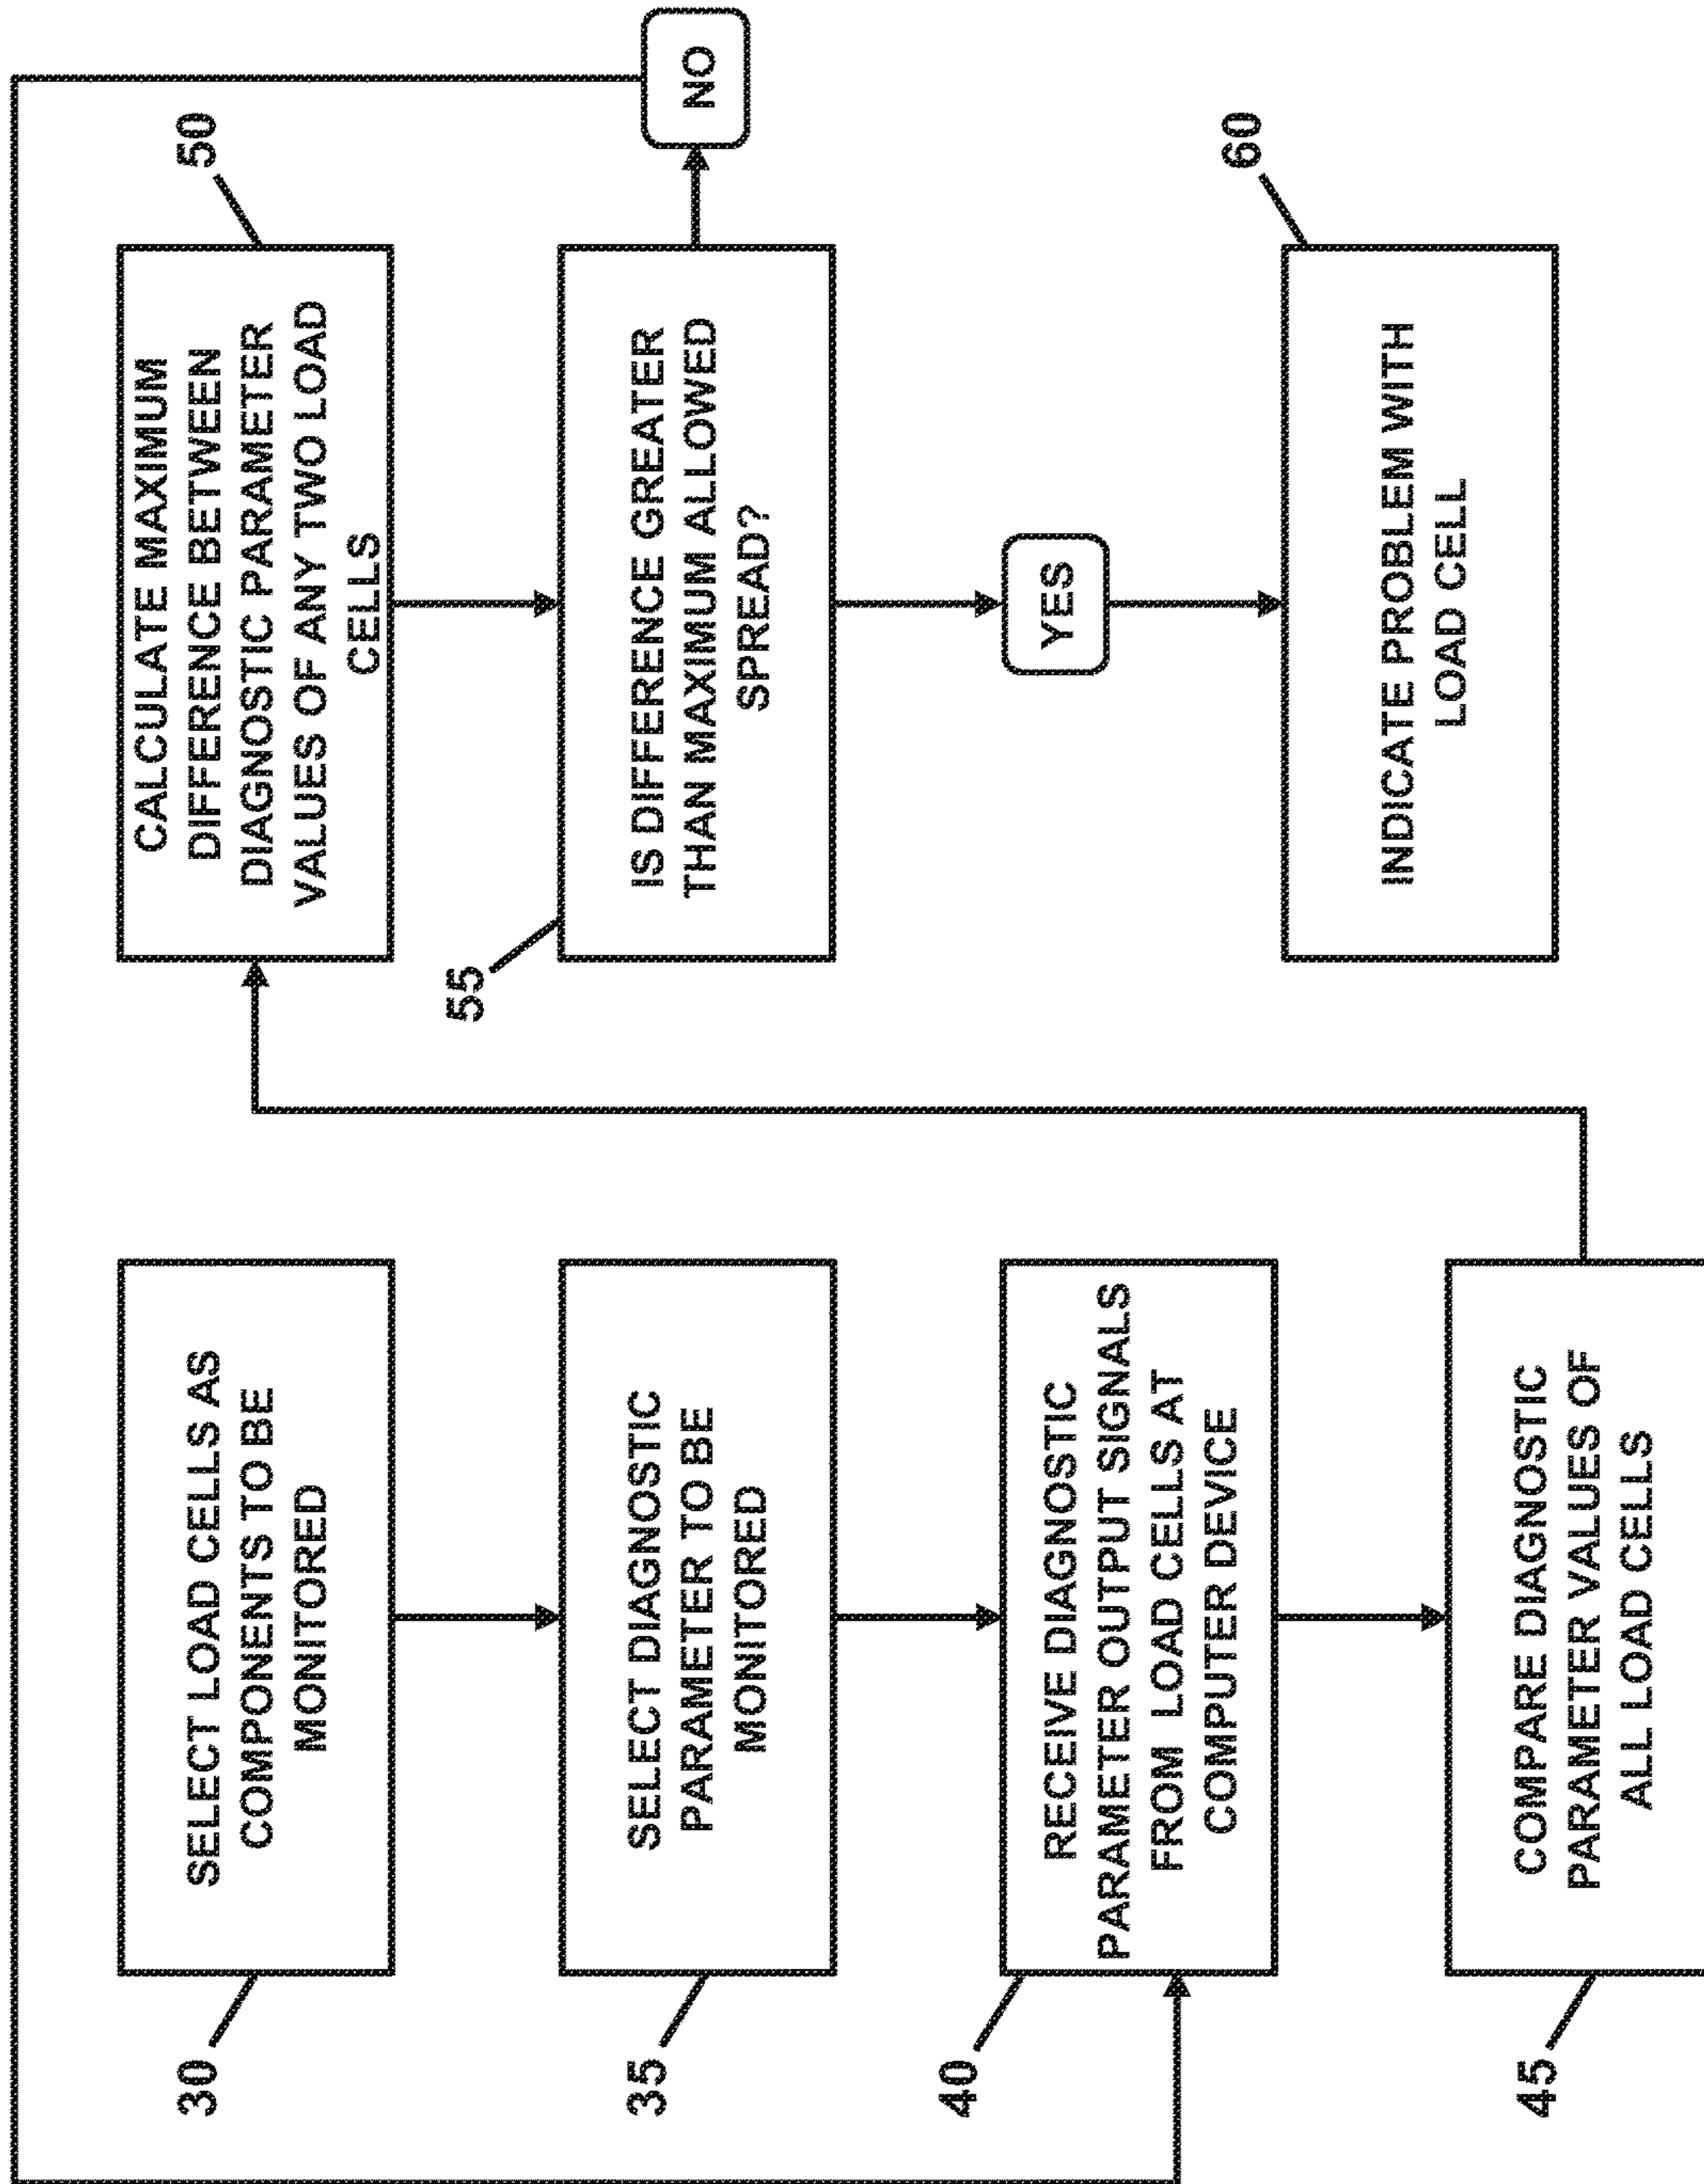 30
SELECT LOAD CELLS AS
COMPONENTS TO BE
MONITORED
35
SELECT DIAGNOSTIC
PARAMETER TO BE
MONITORED
40
RECEIVE DIAGNOSTIC
PARAMETER OUTPUT SIGNALS
FROM LOAD CELLS AT
COMPUTER DEVICE
45
COMPARE DIAGNOSTIC
PARAMETER VALUES OF
ALL LOAD CELLS
50
CALCULATE MAXIMUM
DIFFERENCE BETWEEN
DIAGNOSTIC PARAMETER
VALUES OF ANY TWO LOAD
CELLS
55
IS DIFFERENCE GREATER
THAN MAXIMUM ALLOWED
SPREAD?
NO
YES
60
INDICATE PROBLEM WITH
LOAD CELL